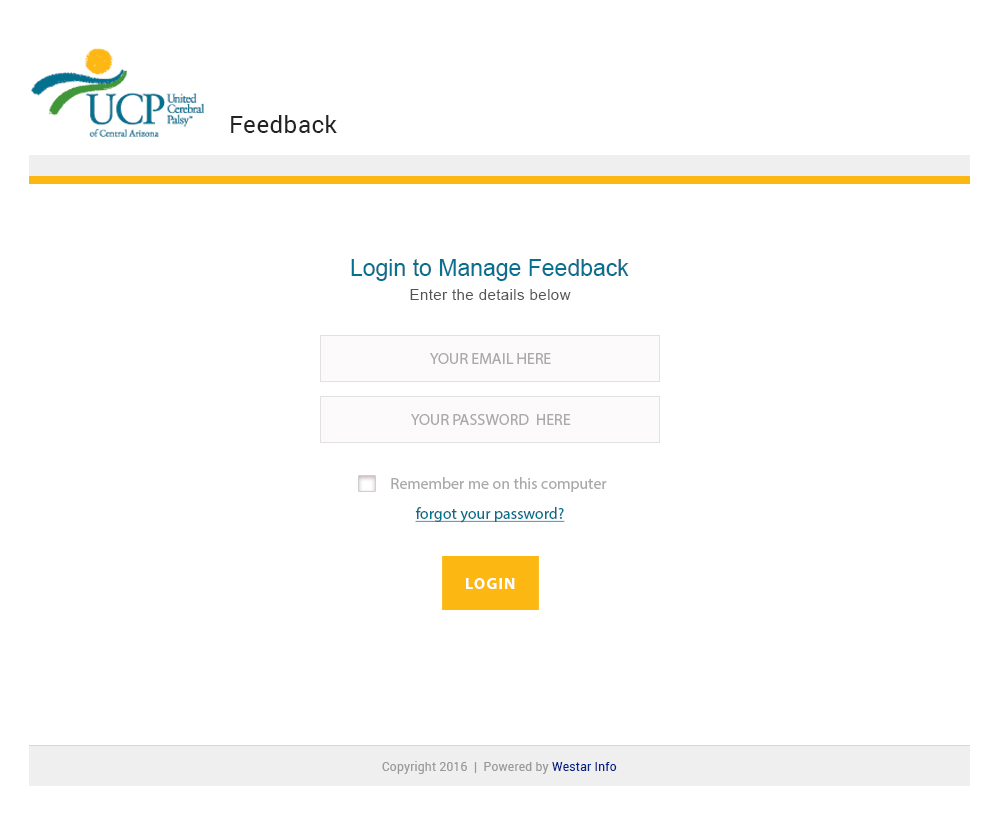 UCP United
Cerebral
Palsy™
of Central Arizona
Feedback
Login to Manage Feedback
Enter the details below
YOUR EMAIL HERE
YOUR PASSWORD HERE
Remember me on this computer
forgot your password?
LOGIN
Copyright 2016 | Powered by Westar Info